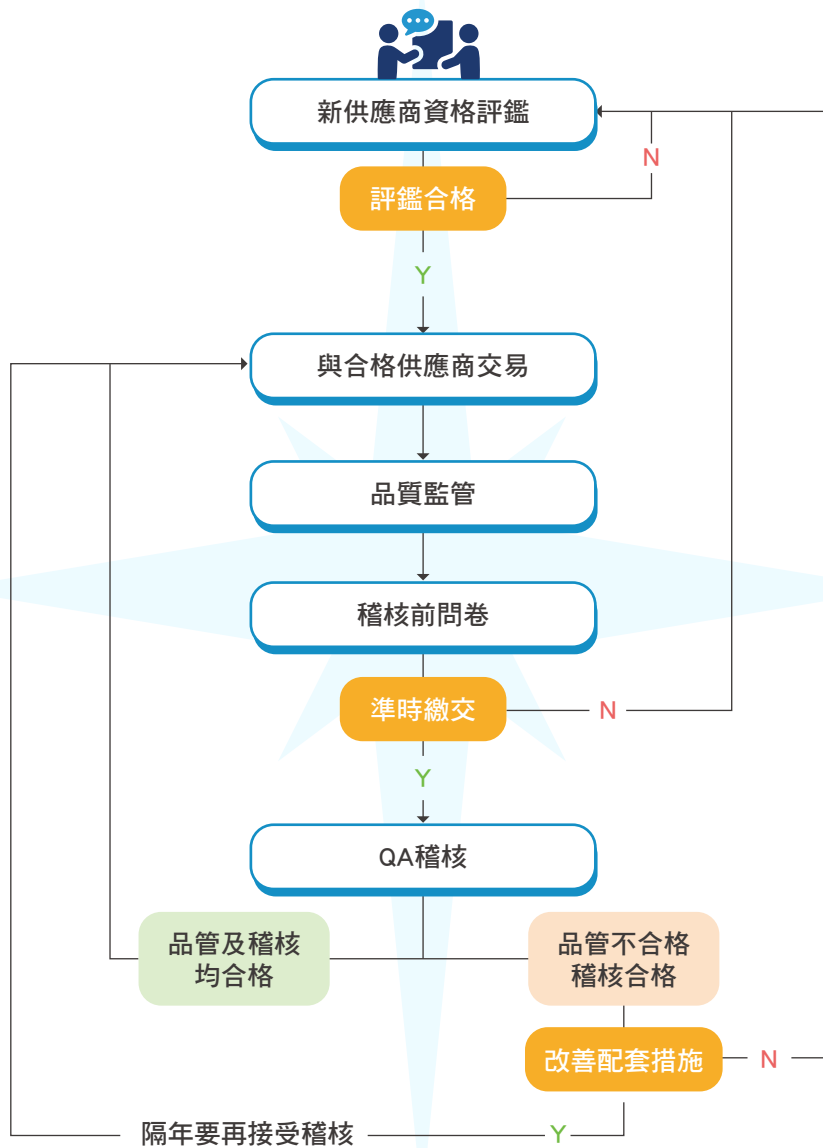 新供應商資格評鑑
N
評鑑合格
Y
與合格供應商交易
品質監管
稽核前問卷
準時繳交
N
Y
QA稽核
品管及稽核
均合格
品管不合格
稽核合格
改善配套措施
N
隔年要再接受稽核
Y